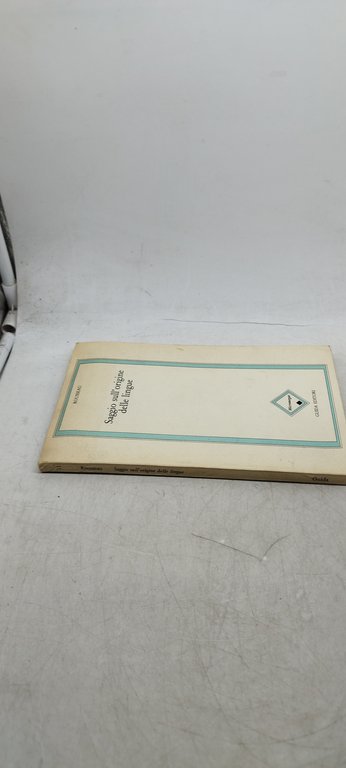 ROUSSEAU
Saggio sull'origine
delle lingue
GUIDA EDITORI
Rousseau Saggio sull'origine delle lingue Guida